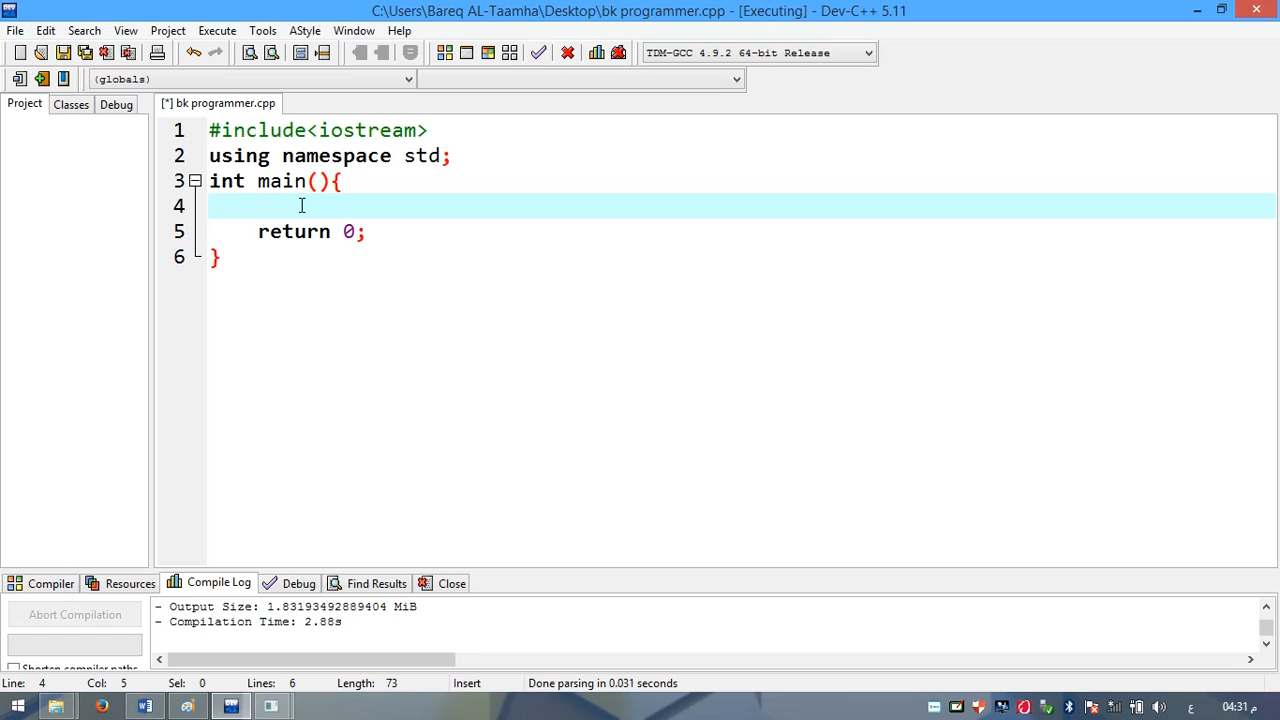 C:\Users\Bareq AL-Taamha\Desktop\bk programmer.cpp - [Executing] - Dev-C++ 5.11
File Edit Search View Project Execute Tools AStyle Window Help
TDM-GCC 4.9.2 64-bit Release
(globals)
Project Classes Debug [*] bk programmer.cpp
1 #include<iostream>
2 using namespace std;
3 int main(){
4
5 return 0;
6 }
Compiler Resources Compile Log Debug Find Results Close
Abort Compilation
- Output Size: 1.83193492889404 MiB
- Compilation Time: 2.88s
Shorten compiler paths
Line: 4 Col: 5 Sel: 0 Lines: 6 Length: 73 Insert Done parsing in 0.031 seconds
ع 04:31 م